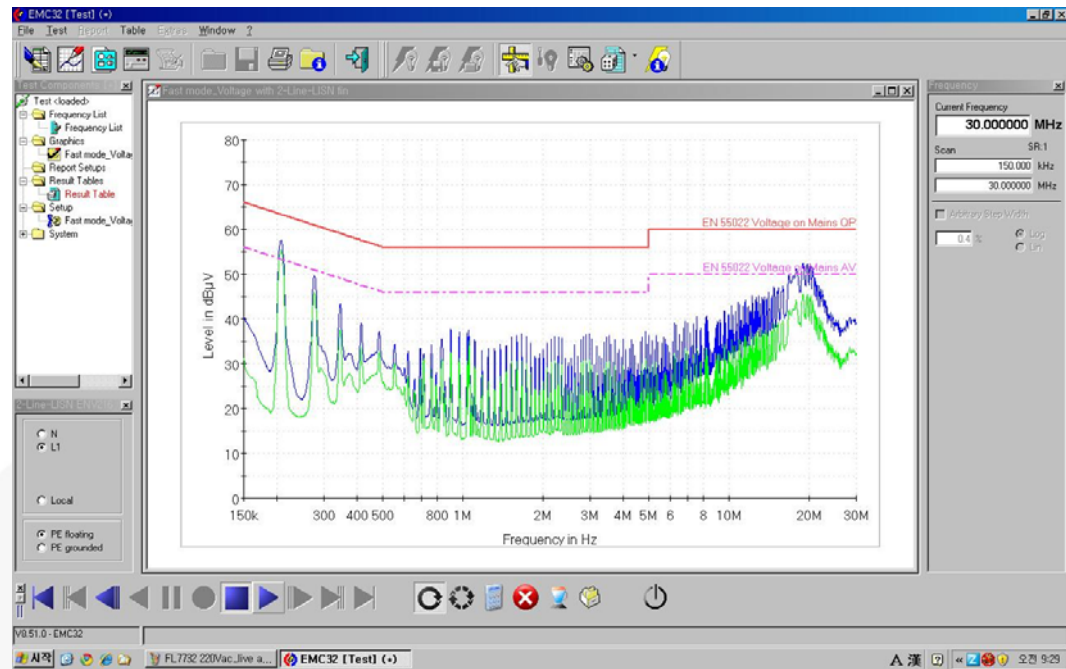 EMC32 [Test] (*)
File Test Report Table Extras Window ?
Test Components
Test <loaded>
Frequency List
Frequency List
Graphics
Fast mode_Volta
Report Setups
Result Tables
Result Table
Setup
Fast mode_Volta
System
N
L1
Local
PE floating
PE grounded
Fast mode_Voltage with 2-Line-LISN fin
80
70
60
50
40
30
20
10
0
Level in dBµV
EN 55022 Voltage on Mains QP
EN 55022 Voltage on Mains AV
150k 300 400 500 800 1M 2M 3M 4M 5M 6 8 10M 20M 30M
Frequency in Hz
Frequency
Current Frequency
30.000000 MHz
Scan SR:1
150.000 kHz
30.000000 MHz
Arbitrary Step Width
0.4 %
Log
Lin
V8.51.0 - EMC32
시작
FL7732 220Vac_live a...
EMC32 [Test] (*)
A 漢
오전 9:29